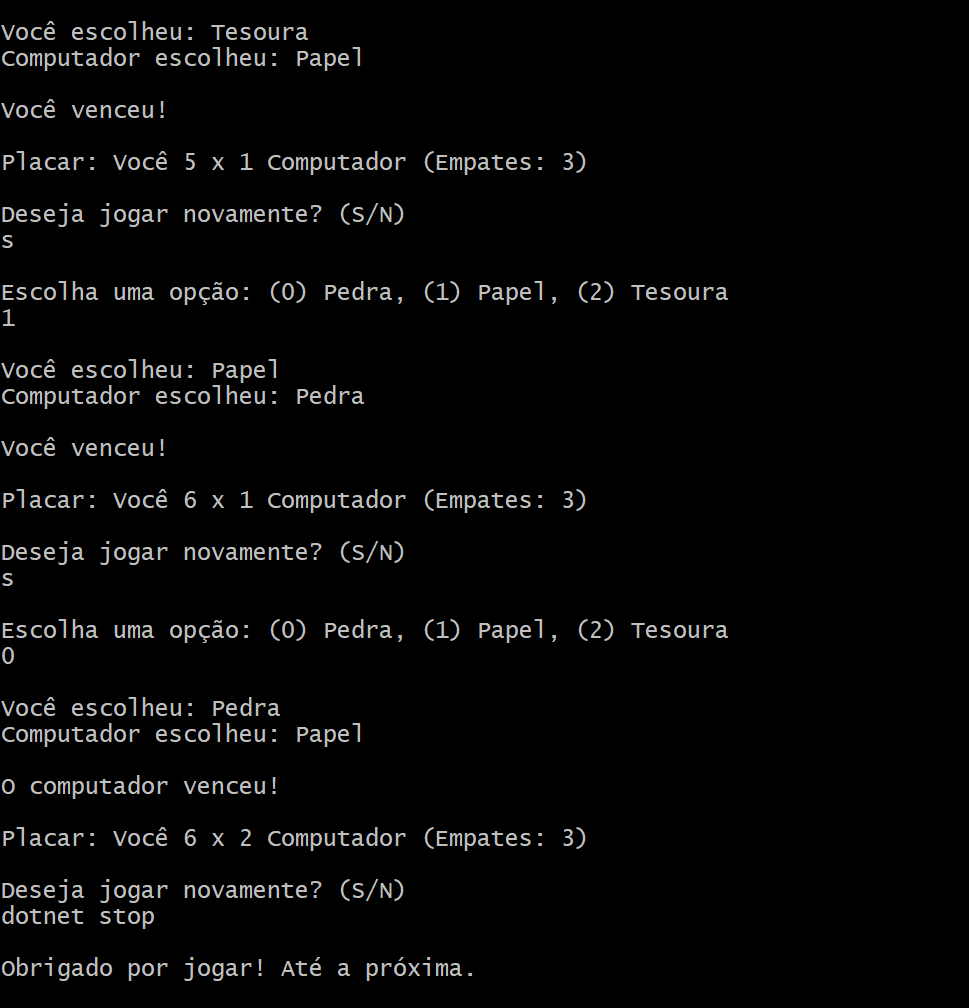 Você escolheu: Tesoura
Computador escolheu: Papel
Você venceu!
Placar: Você 5 x 1 Computador (Empates: 3)
Deseja jogar novamente? (S/N)
s
Escolha uma opção: (0) Pedra, (1) Papel, (2) Tesoura
1
Você escolheu: Papel
Computador escolheu: Pedra
Você venceu!
Placar: Você 6 x 1 Computador (Empates: 3)
Deseja jogar novamente? (S/N)
s
Escolha uma opção: (0) Pedra, (1) Papel, (2) Tesoura
0
Você escolheu: Pedra
Computador escolheu: Papel
O computador venceu!
Placar: Você 6 x 2 Computador (Empates: 3)
Deseja jogar novamente? (S/N)
dotnet stop
Obrigado por jogar! Até a próxima.